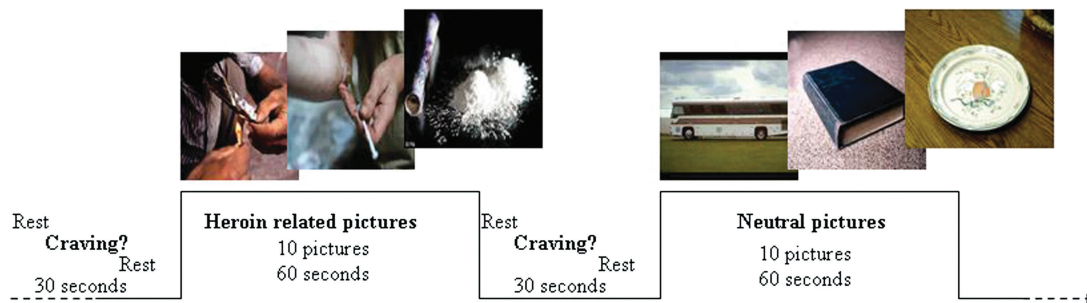 Rest
Craving?
Rest
30 seconds
Heroin related pictures
10 pictures
60 seconds
Rest
Craving?
Rest
30 seconds
Neutral pictures
10 pictures
60 seconds